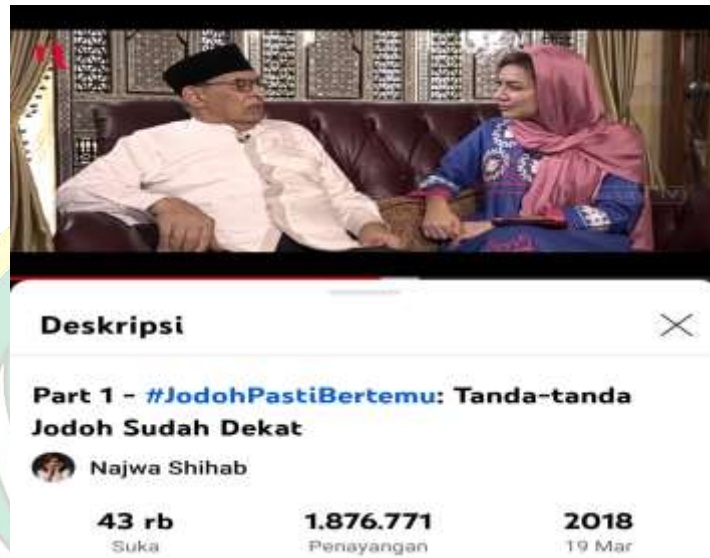 Deskripsi
Part 1 - #JodohPastiBertemu: Tanda-tanda
Jodoh Sudah Dekat
Najwa Shihab
43 rb 1.876.771 2018
Suka Penayangan 19 Mar